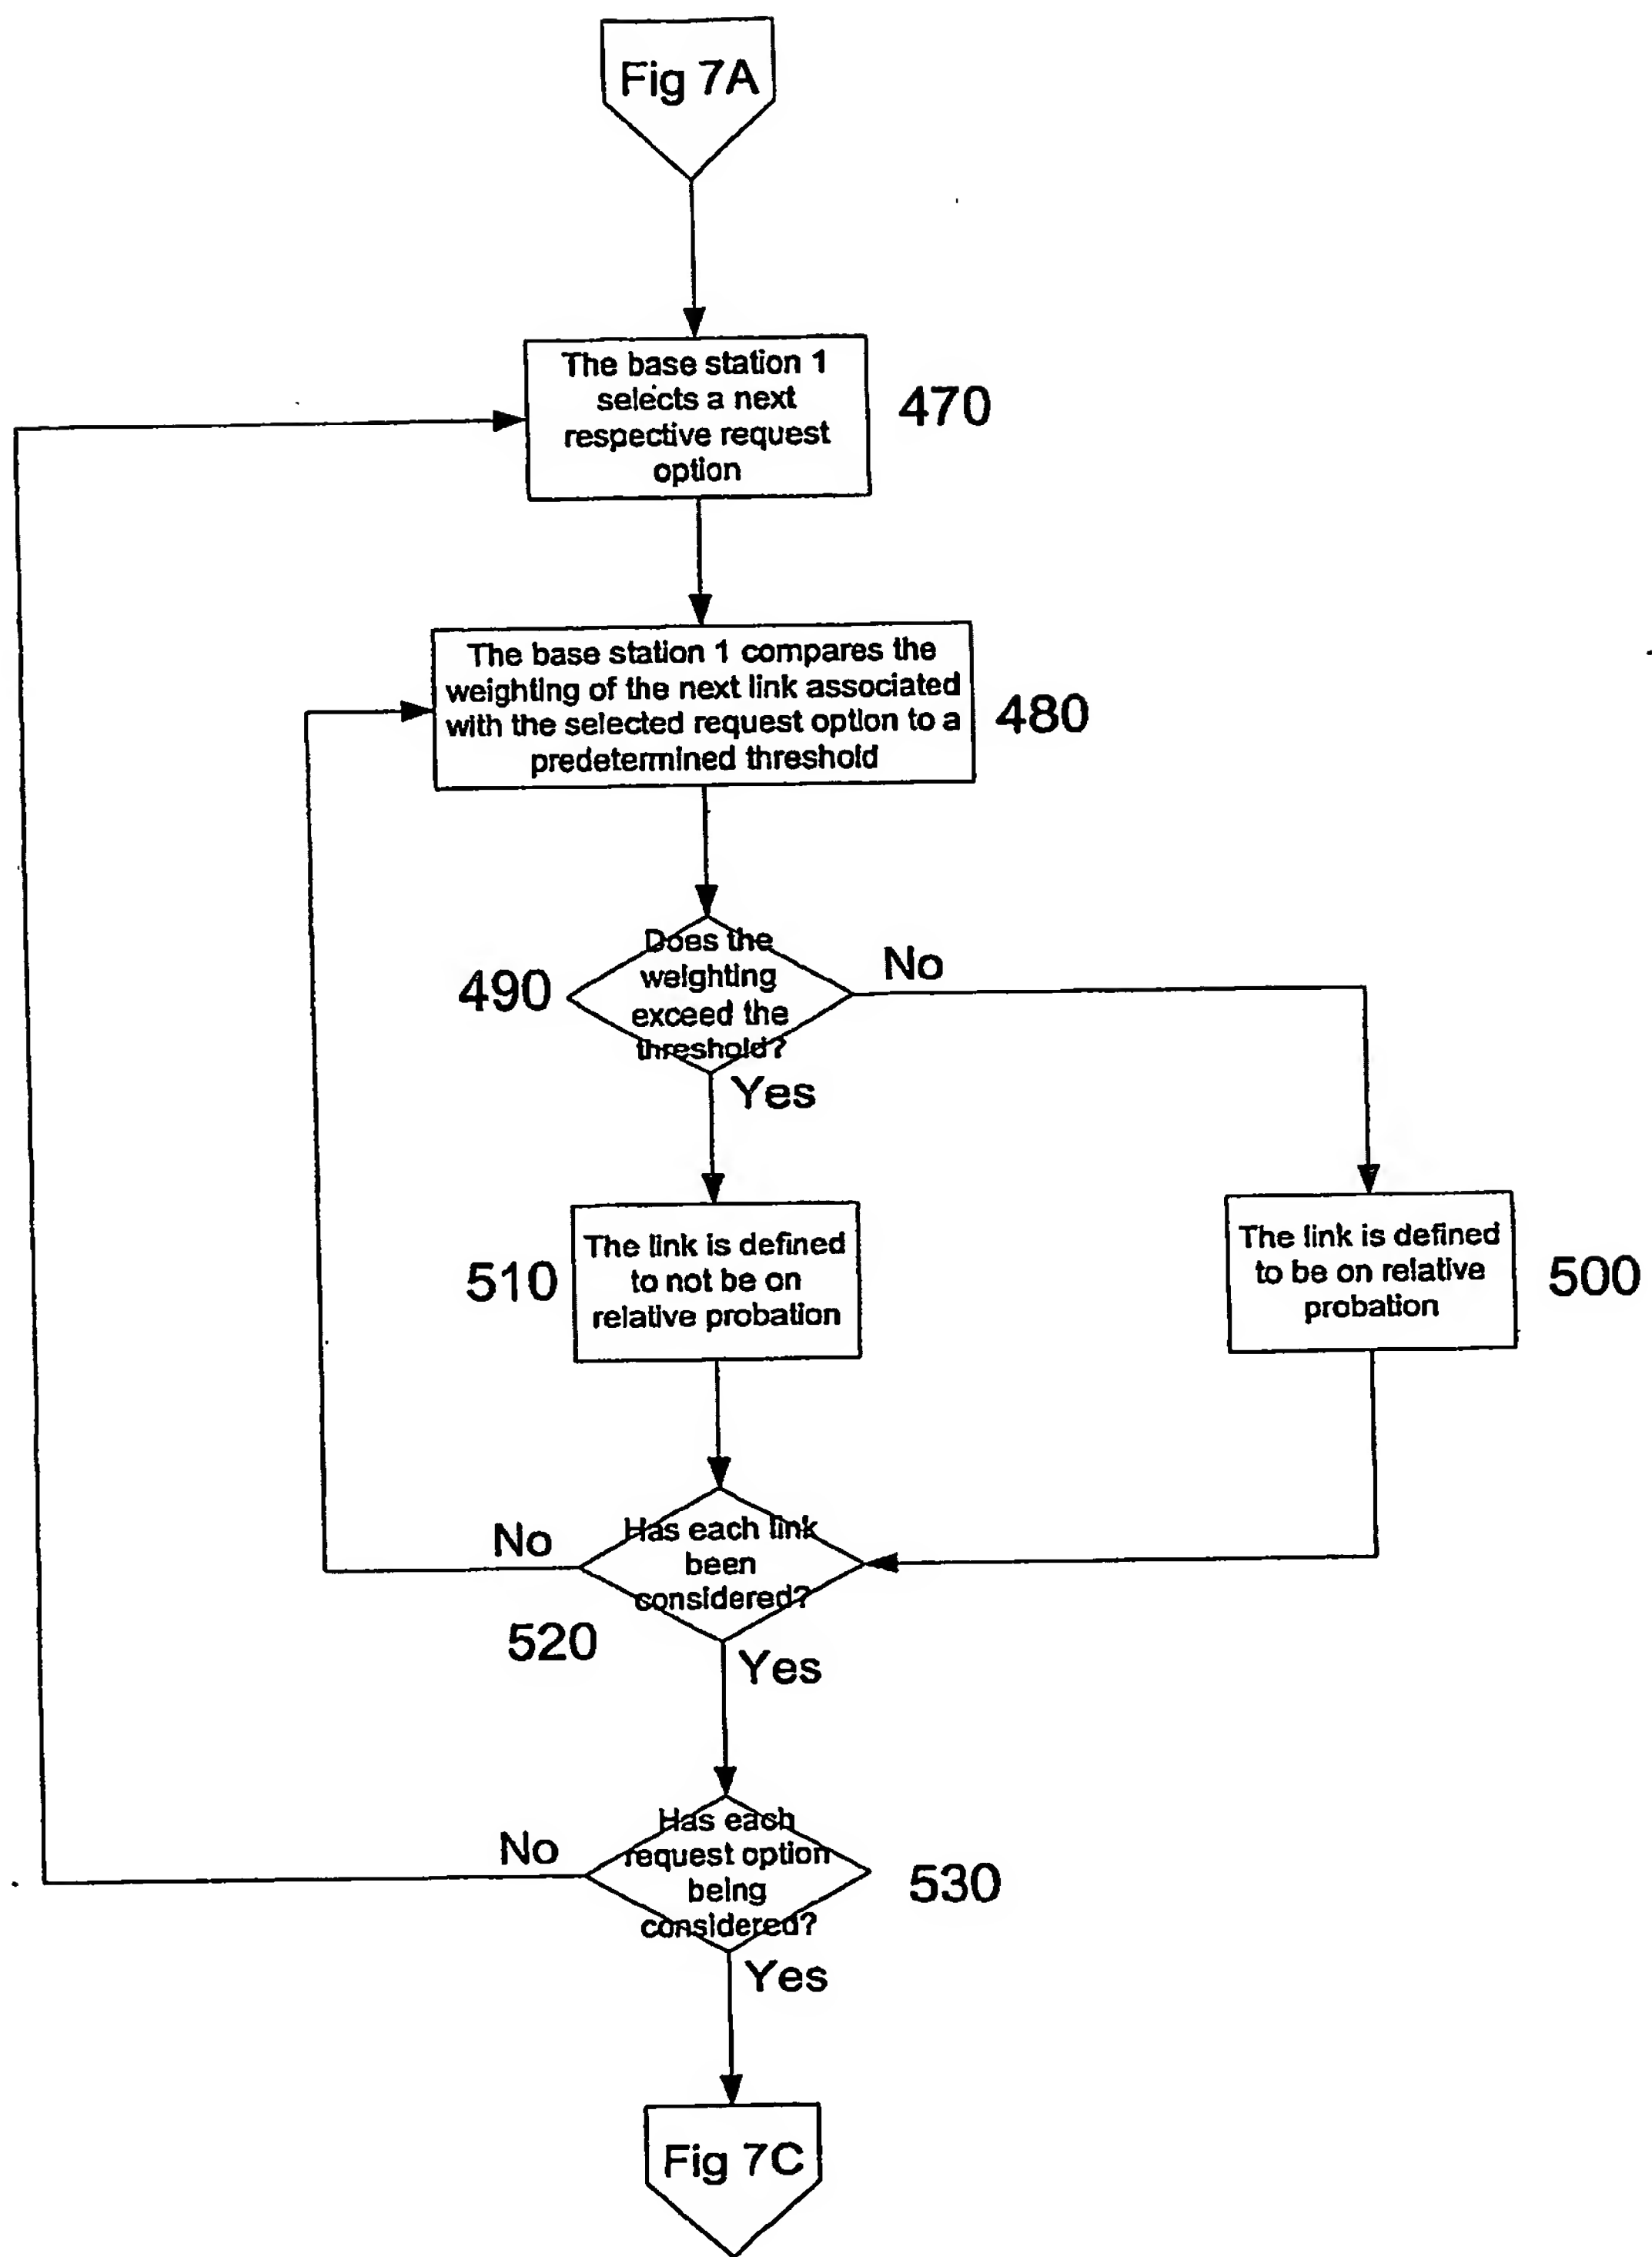 Fig 7A
The base station 1
selects a next
respective request
option
470
The base station 1 compares the
weighting of the next link associated
with the selected request option to a
predetermined threshold
480
Does the
weighting
exceed the
threshold?
490
No
Yes
The link is defined
to not be on
relative probation
510
The link is defined
to be on relative
probation
500
Has each link
been
considered?
No
520
Yes
Has each
request option
being
considered?
No
530
Yes
Fig 7C